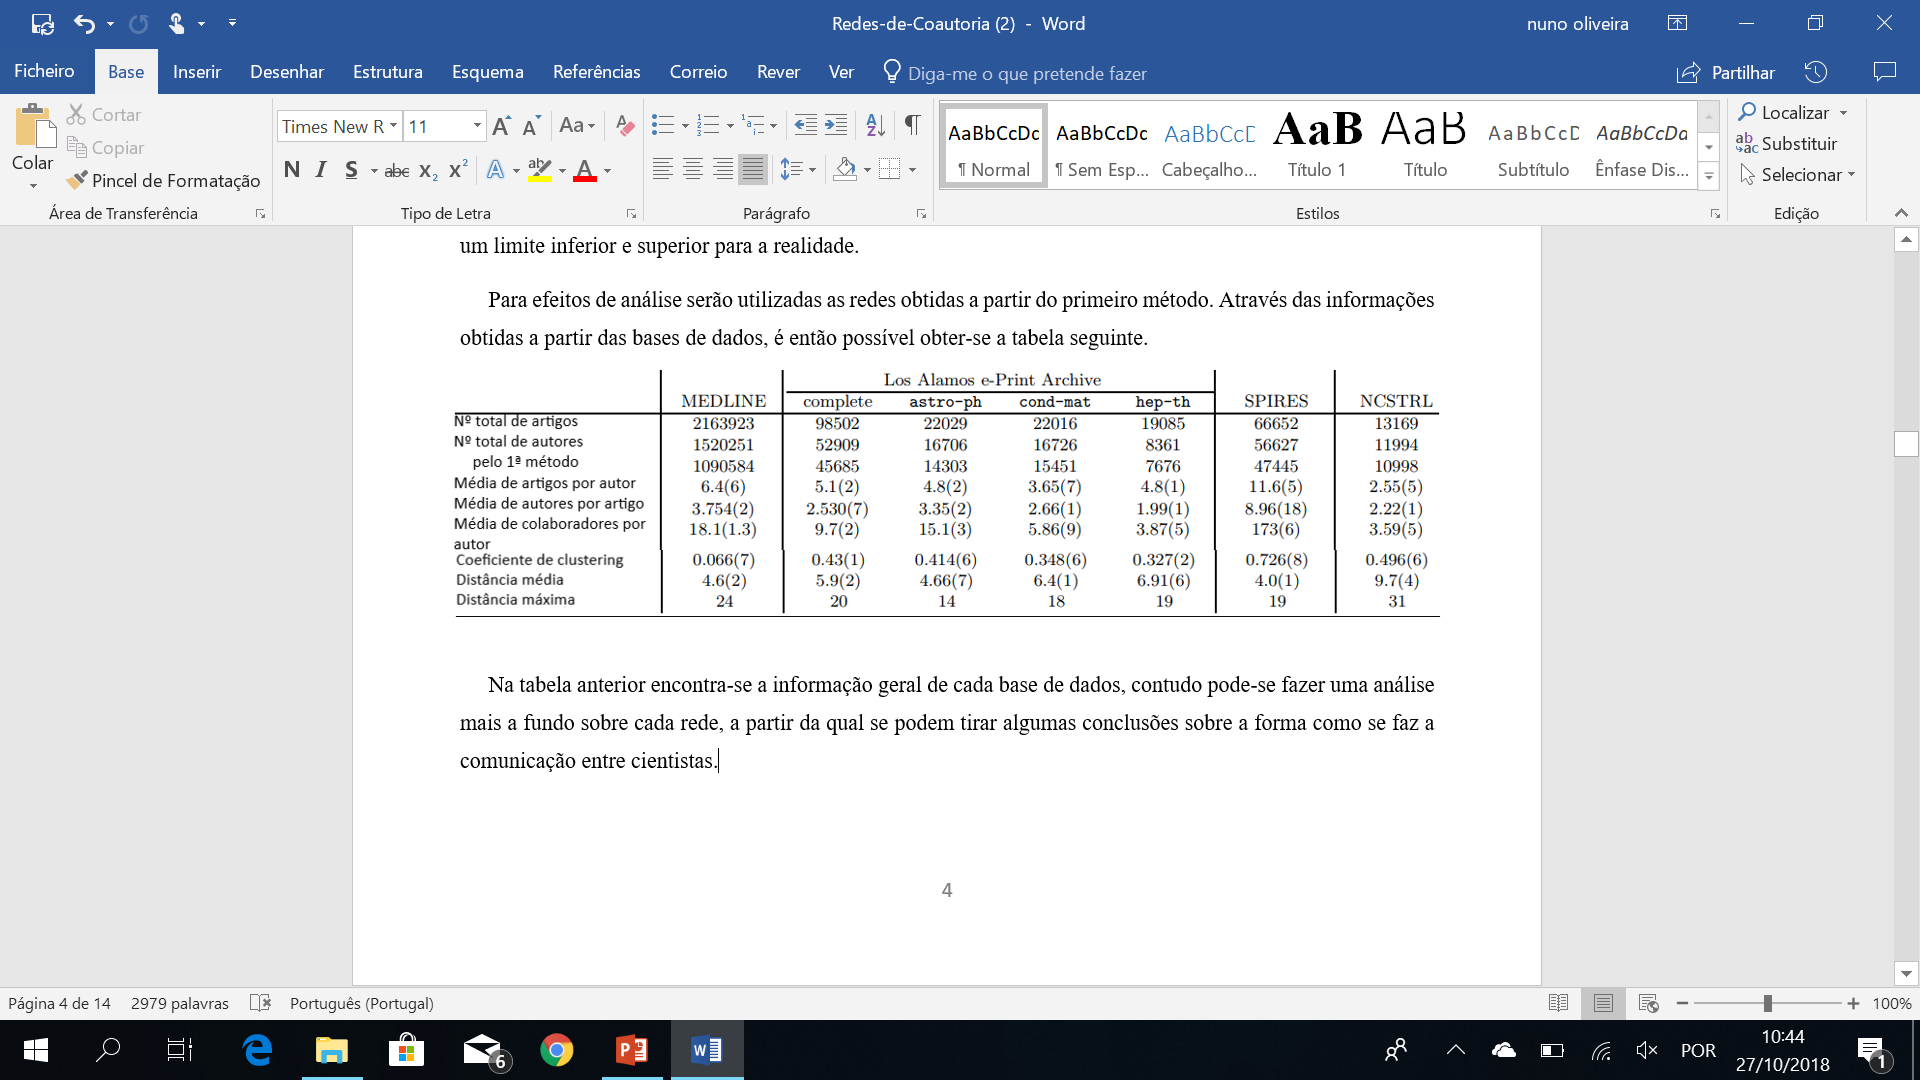 Redes-de-Coautoria (2) - Word
nuno oliveira
Ficheiro Base Inserir Desenhar Estrutura Esquema Referências Correio Rever Ver Diga-me o que pretende fazer Partilhar
Colar
Cortar
Copiar
Pincel de Formatação
Área de Transferência
Times New R 11
Aa
N I S abc x₂ x² A ab A
Tipo de Letra
Parágrafo
AaBbCcDc AaBbCcDc AaBbCcD AaB AaB AaBbCcD AaBbCcDa
¶ Normal ¶ Sem Esp... Cabeçalho... Título 1 Título Subtítulo Ênfase Dis...
Estilos
Localizar
Substituir
Selecionar
Edição
um limite inferior e superior para a realidade.
Para efeitos de análise serão utilizadas as redes obtidas a partir do primeiro método. Através das informações
obtidas a partir das bases de dados, é então possível obter-se a tabela seguinte.
Los Alamos e-Print Archive
MEDLINE complete astro-ph cond-mat hep-th SPIRES NCSTRL
Nº total de artigos 2163923 98502 22029 22016 19085 66652 13169
Nº total de autores 1520251 52909 16706 16726 8361 56627 11994
pelo 1ª método 1090584 45685 14303 15451 7676 47445 10998
Média de artigos por autor 6.4(6) 5.1(2) 4.8(2) 3.65(7) 4.8(1) 11.6(5) 2.55(5)
Média de autores por artigo 3.754(2) 2.530(7) 3.35(2) 2.66(1) 1.99(1) 8.96(18) 2.22(1)
Média de colaboradores por 18.1(1.3) 9.7(2) 15.1(3) 5.86(9) 3.87(5) 173(6) 3.59(5)
autor
Coeficiente de clustering 0.066(7) 0.43(1) 0.414(6) 0.348(6) 0.327(2) 0.726(8) 0.496(6)
Distância média 4.6(2) 5.9(2) 4.66(7) 6.4(1) 6.91(6) 4.0(1) 9.7(4)
Distância máxima 24 20 14 18 19 19 31
Na tabela anterior encontra-se a informação geral de cada base de dados, contudo pode-se fazer uma análise
mais a fundo sobre cada rede, a partir da qual se podem tirar algumas conclusões sobre a forma como se faz a
comunicação entre cientistas.
4
Página 4 de 14 2979 palavras Português (Portugal) 100%
6
POR
10:44
27/10/2018
1